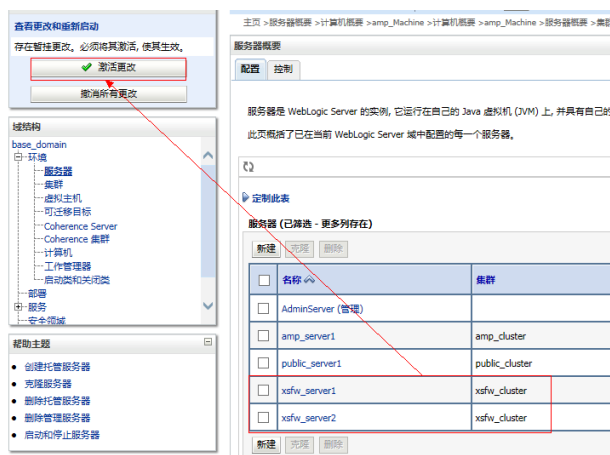 查看更改和重新启动
存在暂挂更改。必须将其激活, 使其生效。
激活更改
撤消所有更改
域结构
base_domain
环境
服务器
集群
虚拟主机
可迁移目标
Coherence Server
Coherence 集群
计算机
工作管理器
启动类和关闭类
部署
服务
安全领域
帮助主题
创建托管服务器
克隆服务器
删除托管服务器
删除管理服务器
启动和停止服务器
主页 >服务器概要 >计算机概要 >amp_Machine >计算机概要 >amp_Machine >服务器概要 >集群
服务器概要
配置 控制
服务器是 WebLogic Server 的实例, 它运行在自己的 Java 虚拟机 (JVM) 上, 并具有自己的
此页概括了已在当前 WebLogic Server 域中配置的每一个服务器。
定制此表
服务器 (已筛选 - 更多列存在)
新建 克隆 删除
名称 集群
AdminServer (管理)
amp_server1 amp_cluster
public_server1 public_cluster
xsfw_server1 xsfw_cluster
xsfw_server2 xsfw_cluster
新建 克隆 删除